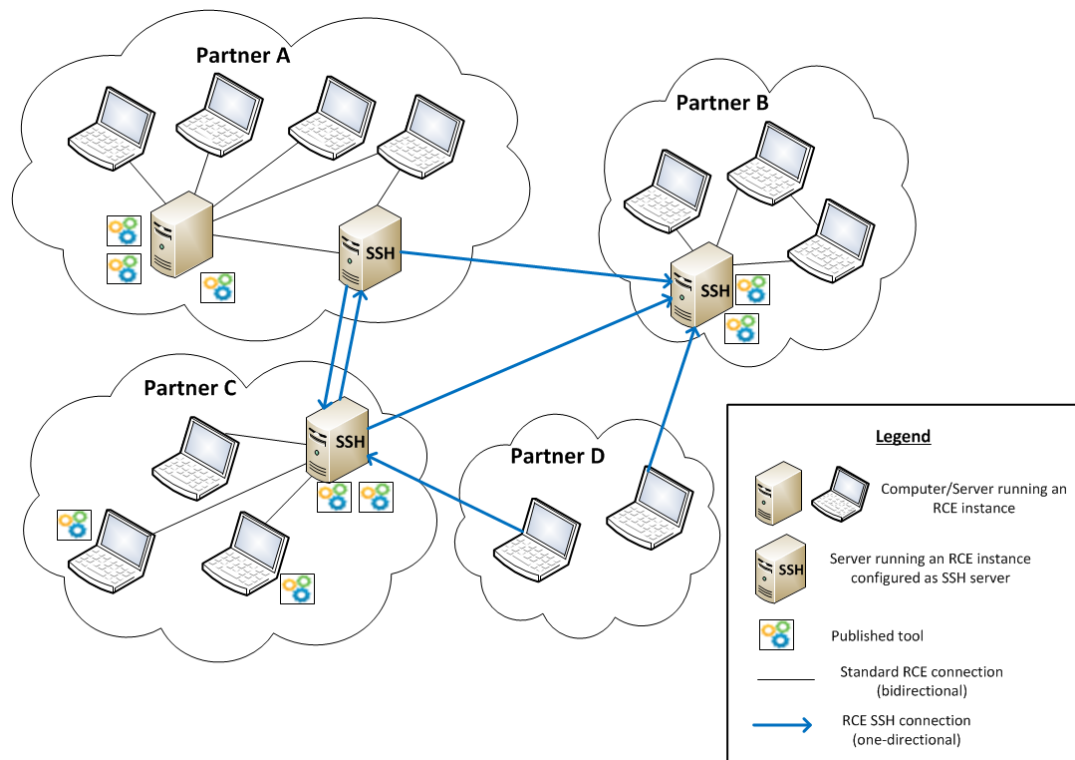 Partner A
Partner B
SSH
SSH
Partner C
SSH
Partner D
Legend
Computer/Server running an
RCE instance
SSH
Server running an RCE instance
configured as SSH server
Published tool
Standard RCE connection
(bidirectional)
RCE SSH connection
(one-directional)